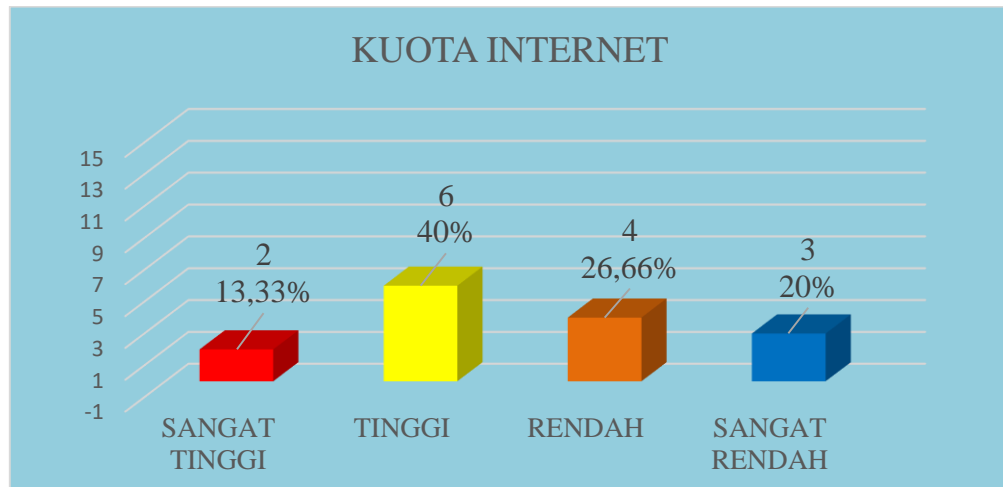 KUOTA INTERNET
15
13
11
9
7
5
3
1
-1
2
13,33%
6
40%
4
26,66%
3
20%
SANGAT
TINGGI
TINGGI
RENDAH
SANGAT
RENDAH